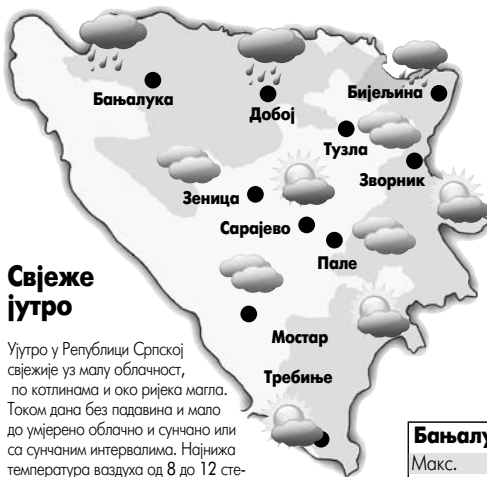 Бањалука
Добој
Бијељина
Тузла
Зворник
Зеница
Сарајево
Пале
Мостар
Требиње
Свјеже
јутро
Ујутро у Републици Српској
свјежије уз малу облачност,
по котлинама и око ријека магла.
Током дана без падавина и мало
до умјерено облачно и сунчано или
са сунчаним интервалима. Најнижа
температура ваздуха од 8 до 12 сте-
Бањалу
Макс.